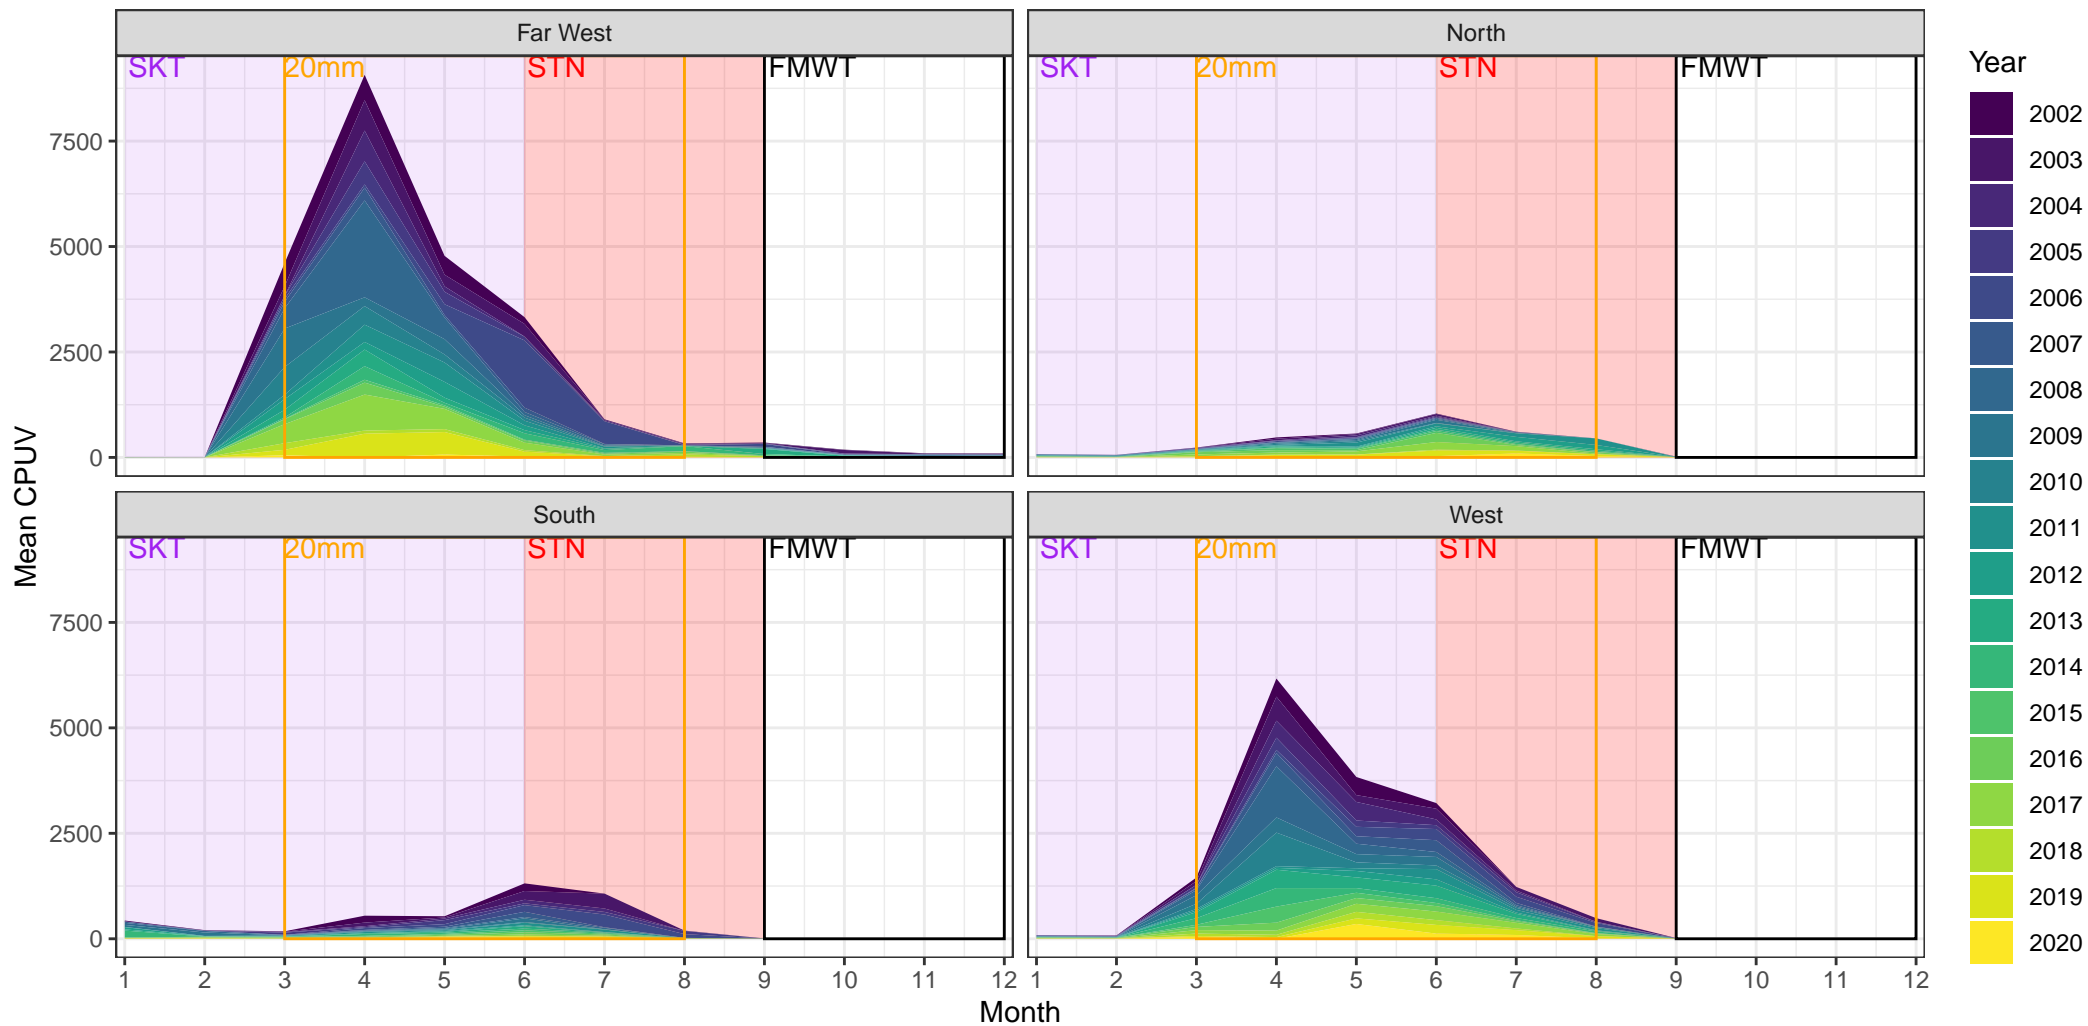 Far West
North
SKT 20mm STN FMWT
SKT 20mm STN FMWT
7500
5000
2500
0
South
West
SKT 20mm STN FMWT
SKT 20mm STN FMWT
7500
5000
2500
0
1 2 3 4 5 6 7 8 9 10 11 12
1 2 3 4 5 6 7 8 9 10 11 12
Month
Mean CPUV
Year
2002
2003
2004
2005
2006
2007
2008
2009
2010
2011
2012
2013
2014
2015
2016
2017
2018
2019
2020